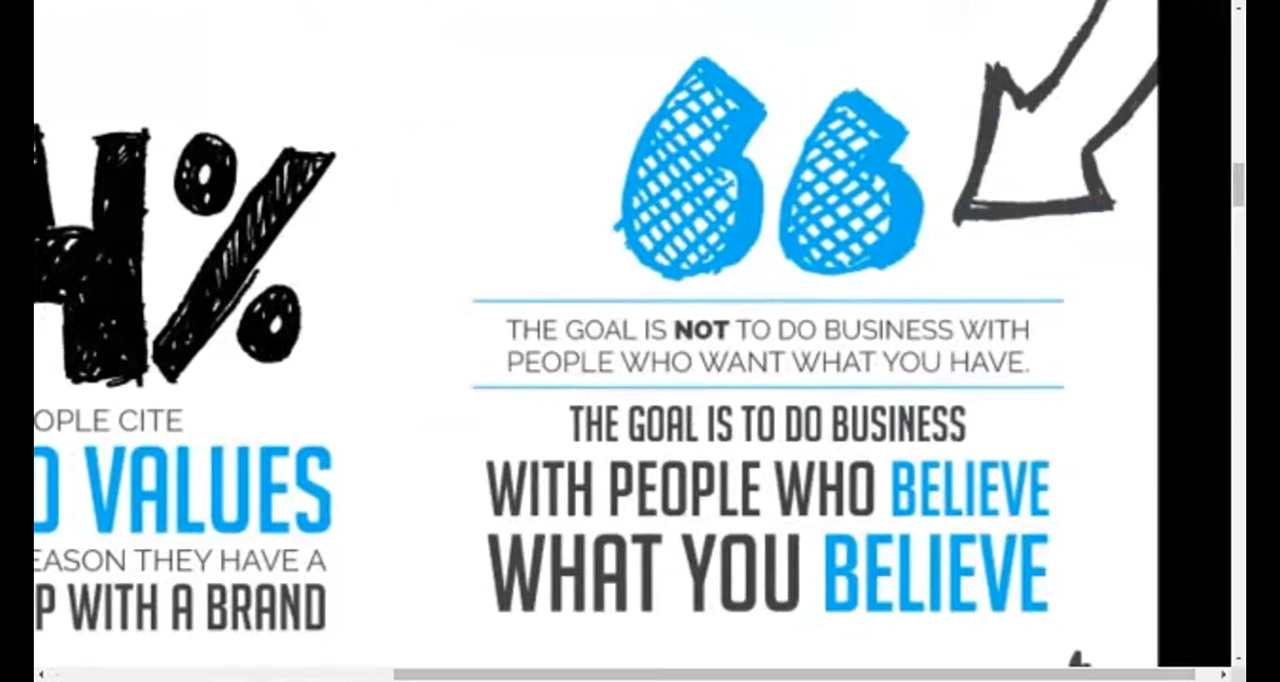 4%
OPLE CITE
VALUES
EASON THEY HAVE A
P WITH A BRAND
THE GOAL IS NOT TO DO BUSINESS WITH
PEOPLE WHO WANT WHAT YOU HAVE.
THE GOAL IS TO DO BUSINESS
WITH PEOPLE WHO BELIEVE
WHAT YOU BELIEVE